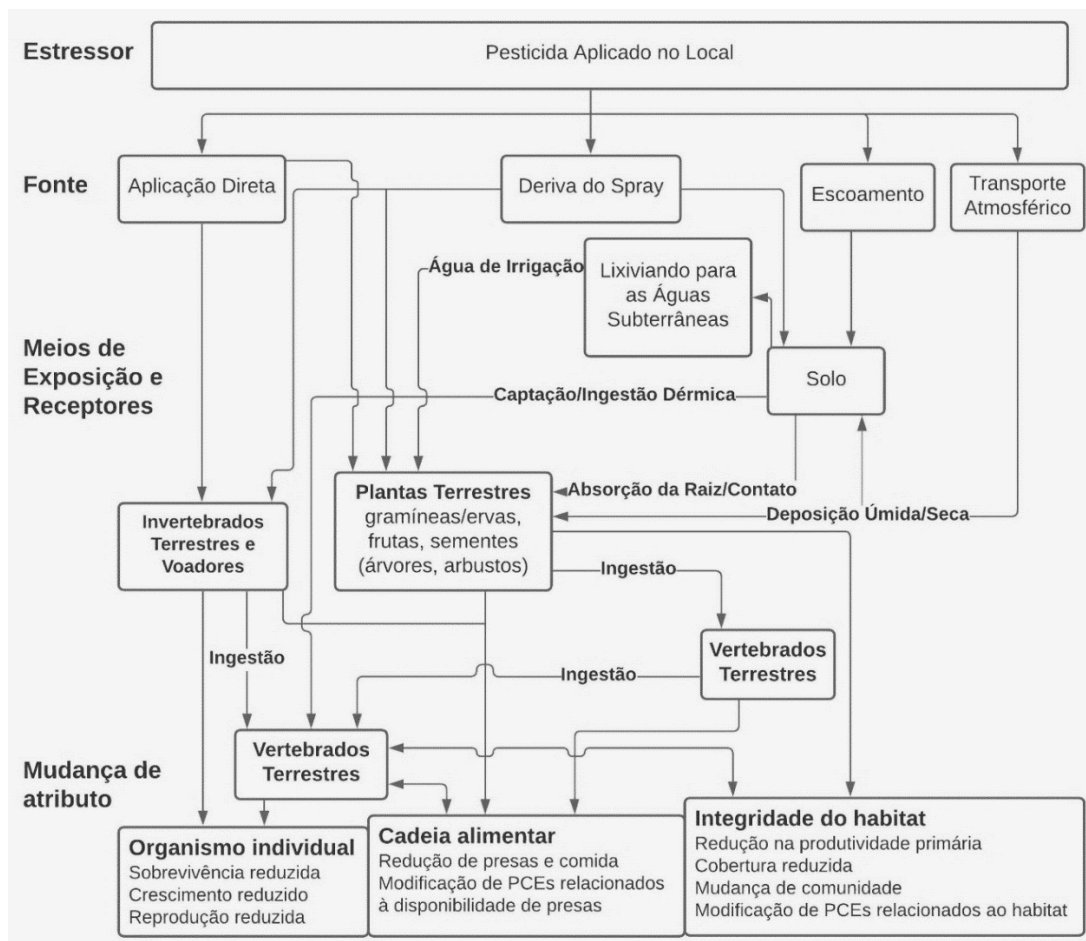 Estressor
Pesticida Aplicado no Local
Fonte
Aplicação Direta
Deriva do Spray
Escoamento
Transporte
Atmosférico
Água de Irrigação
Lixiviando para
as Águas
Subterrâneas
Meios de
Exposição e
Receptores
Solo
Captação/Ingestão Dérmica
Plantas Terrestres
gramíneas/ervas,
frutas, sementes
(árvores, arbustos)
Absorção da Raiz/Contato
Deposição Úmida/Seca
Invertebrados
Terrestres e
Voadores
Ingestão
Vertebrados
Terrestres
Ingestão
Ingestão
Vertebrados
Terrestres
Mudança de
atributo
Organismo individual
Sobrevivência reduzida
Crescimento reduzido
Reprodução reduzida
Cadeia alimentar
Redução de presas e comida
Modificação de PCEs relacionados
à disponibilidade de presas
Integridade do habitat
Redução na produtividade primária
Cobertura reduzida
Mudança de comunidade
Modificação de PCEs relacionados ao habitat